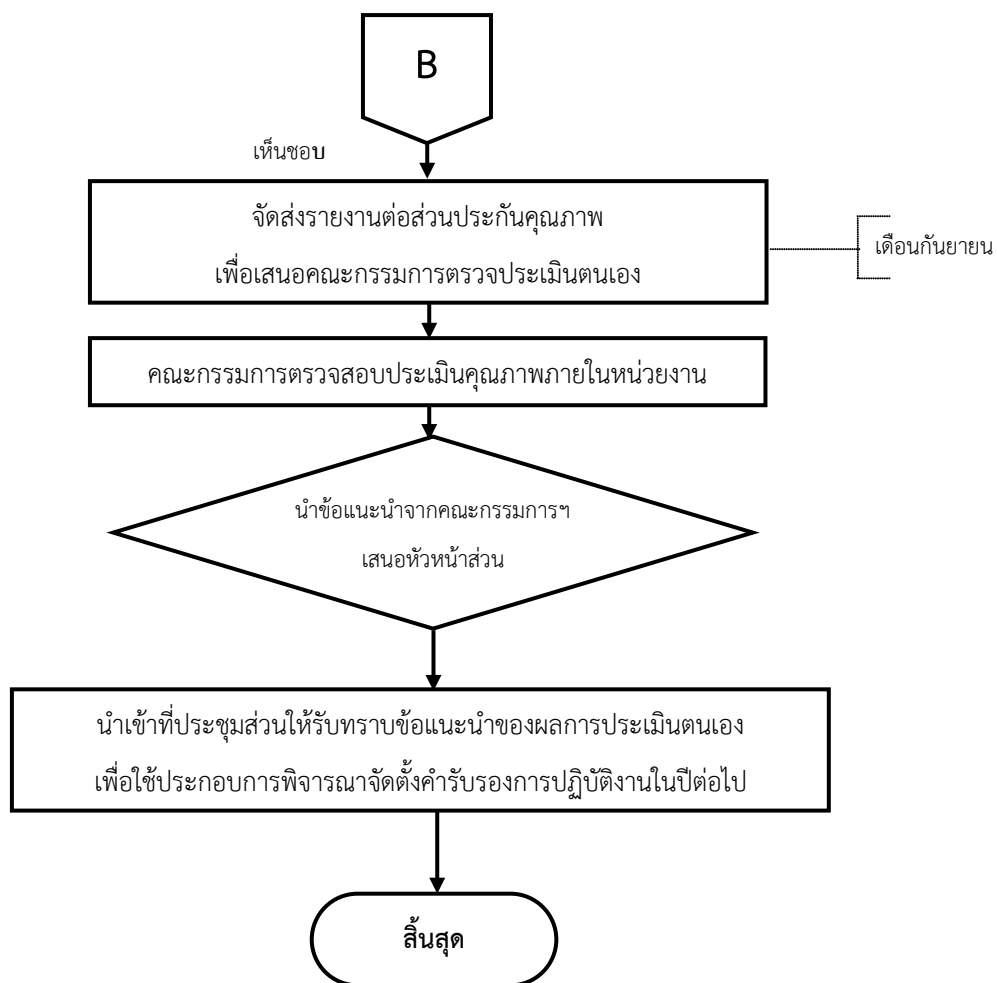 B
เห็นชอบ
จัดส่งรายงานต่อส่วนประกันคุณภาพ
เพื่อเสนอคณะกรรมการตรวจประเมินตนเอง
เดือนกันยายน
คณะกรรมการตรวจสอบประเมินคุณภาพภายในหน่วยงาน
นำข้อแนะนำจากคณะกรรมการฯ
เสนอหัวหน้าส่วน
นำเข้าที่ประชุมส่วนให้รับทราบข้อแนะนำของผลการประเมินตนเอง
เพื่อใช้ประกอบการพิจารณาจัดตั้งคำรับรองการปฏิบัติงานในปีต่อไป
สิ้นสุด